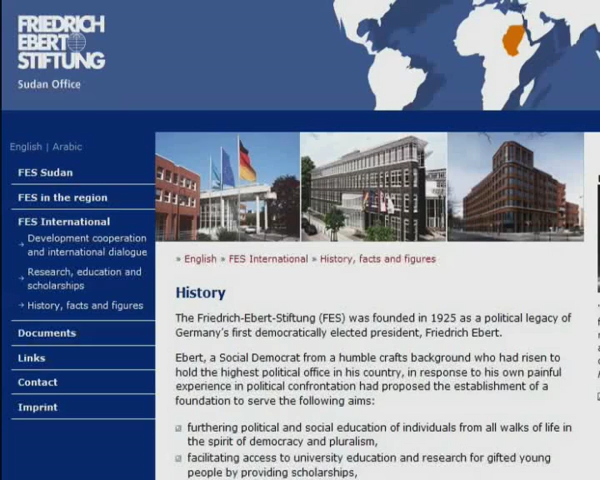 FRIEDRICH
EBERT
STIFTUNG
Sudan Office
English | Arabic
FES Sudan
FES in the region
FES International
Development cooperation
and international dialogue
Research, education and
scholarships
History, facts and figures
Documents
Links
Contact
Imprint
» English » FES International » History, facts and figures
History
The Friedrich-Ebert-Stiftung (FES) was founded in 1925 as a political legacy of
Germany's first democratically elected president, Friedrich Ebert.
Ebert, a Social Democrat from a humble crafts background who had risen to
hold the highest political office in his country, in response to his own painful
experience in political confrontation had proposed the establishment of a
foundation to serve the following aims:
furthering political and social education of individuals from all walks of life in
the spirit of democracy and pluralism,
facilitating access to university education and research for gifted young
people by providing scholarships,